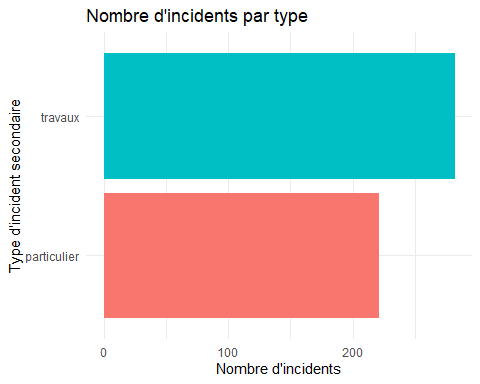 Nombre d'incidents par type
Type d'incident secondaire
travaux
particulier
0 100 200
Nombre d'incidents